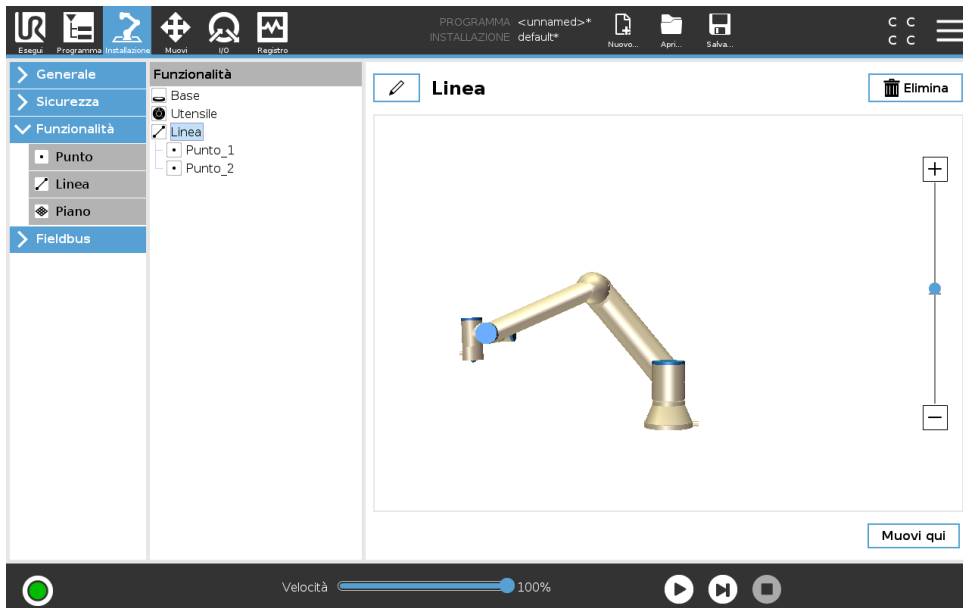 PROGRAMMA <unnamed>*
INSTALLAZIONE default*
UR
Esegui Programma Installazione Muovi I/O Registro
Nuovo... Apri... Salva...
C C
C C
Generale
Sicurezza
Funzionalità
Punto
Linea
Piano
Fieldbus
Funzionalità
Base
Utensile
Linea
Punto_1
Punto_2
Linea
Elimina
Muovi qui
Velocità 100%